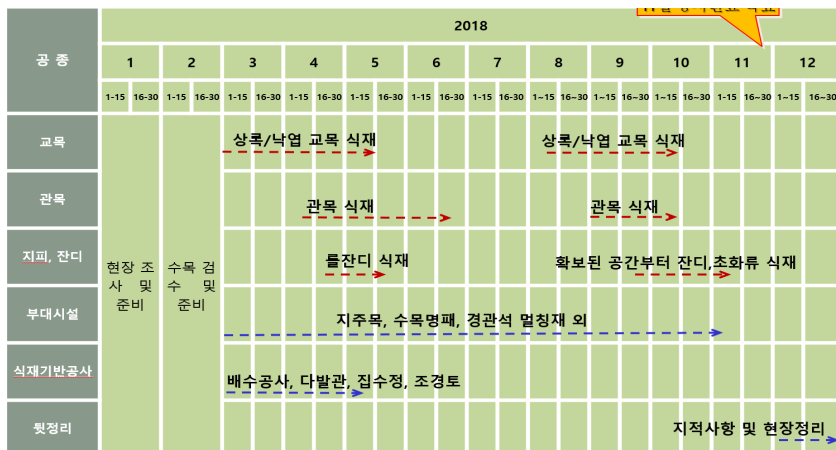 2018
공 종
1 2 3 4 5 6 7 8 9 10 11 12
1-15 16-30 1-15 16-30 1-15 16-30 1-15 16-30 1-15 16-30 1-15 16-30 1-15 16-30 1~15 16~30 1~15 16~30 1~15 16~30 1~15 16~30 1~15 16~30
교목
상록/낙엽 교목 식재
상록/낙엽 교목 식재
관목
관목 식재
관목 식재
지피, 잔디
현장 조
사 및
준비
수목 검
수 및
준비
롤잔디 식재
확보된 공간부터 잔디,초화류 식재
부대시설
지주목, 수목명패, 경관석 멀칭재 외
식재기반공사
배수공사, 다발관, 집수정, 조경토
뒷정리
지적사항 및 현장정리